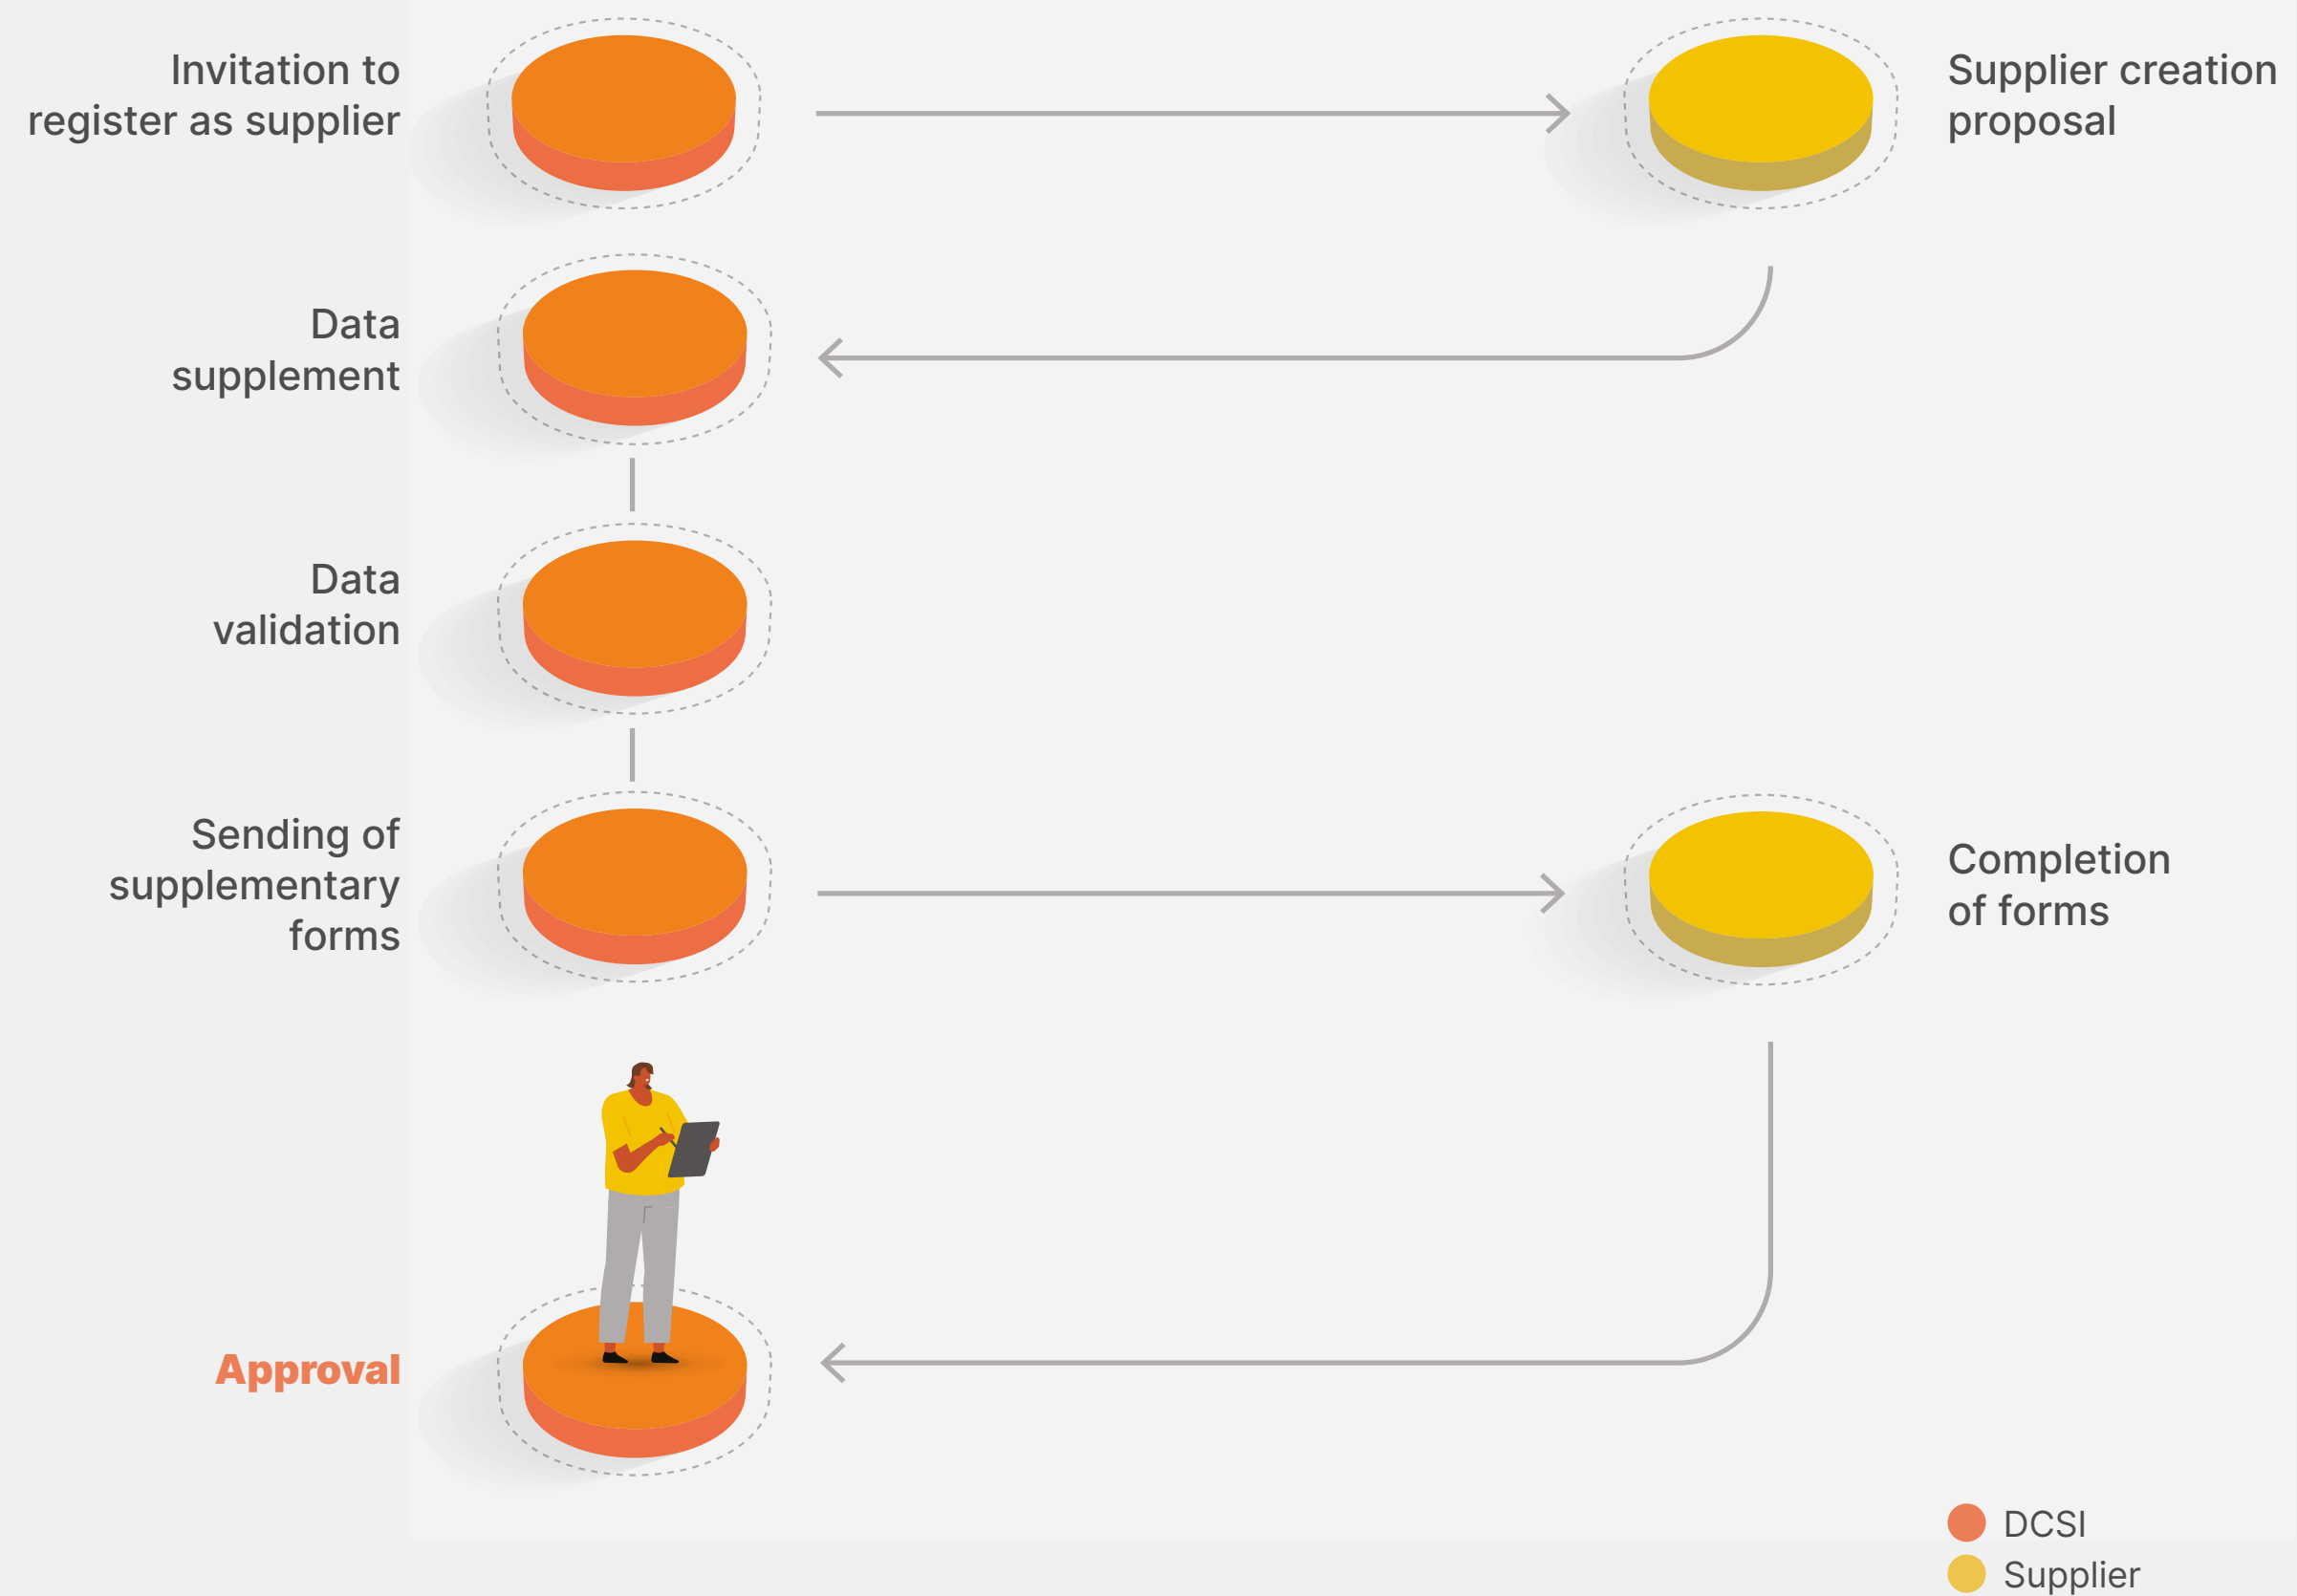 Invitation to
register as supplier
Supplier creation
proposal
Data
supplement
Data
validation
Sending of
supplementary
forms
Completion
of forms
Approval
DCSI
Supplier